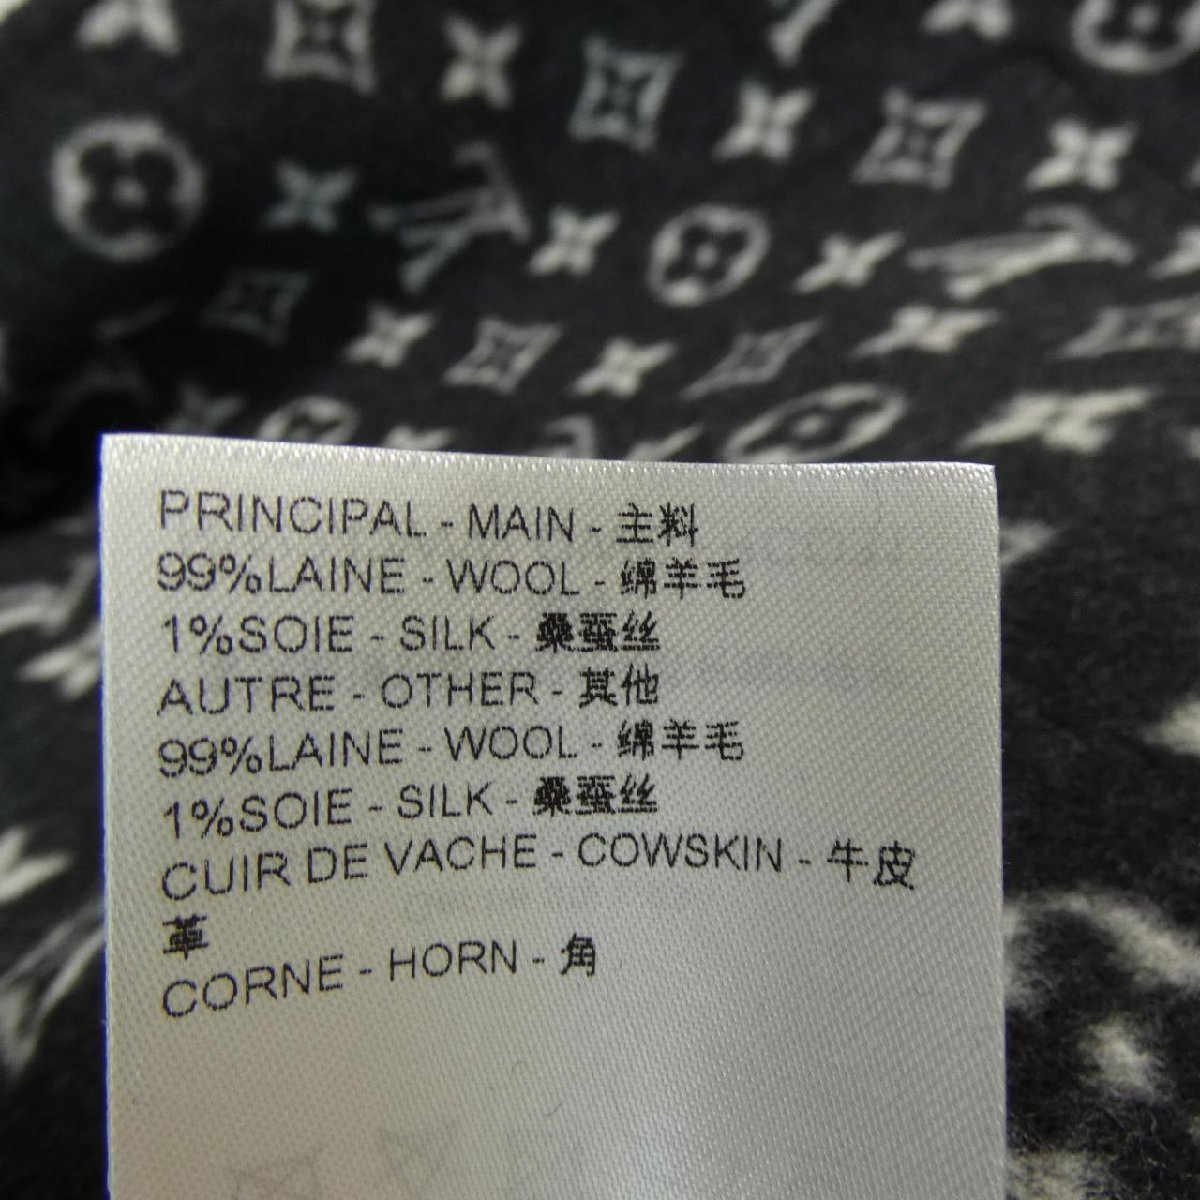 PRINCIPAL - MAIN - 主料
99%LAINE - WOOL - 绵羊毛
1%SOIE - SILK - 桑蚕丝
AUTRE - OTHER - 其他
99%LAINE - WOOL - 绵羊毛
1%SOIE - SILK - 桑蚕丝
CUIR DE VACHE - COWSKIN - 牛皮
革
CORNE - HORN - 角